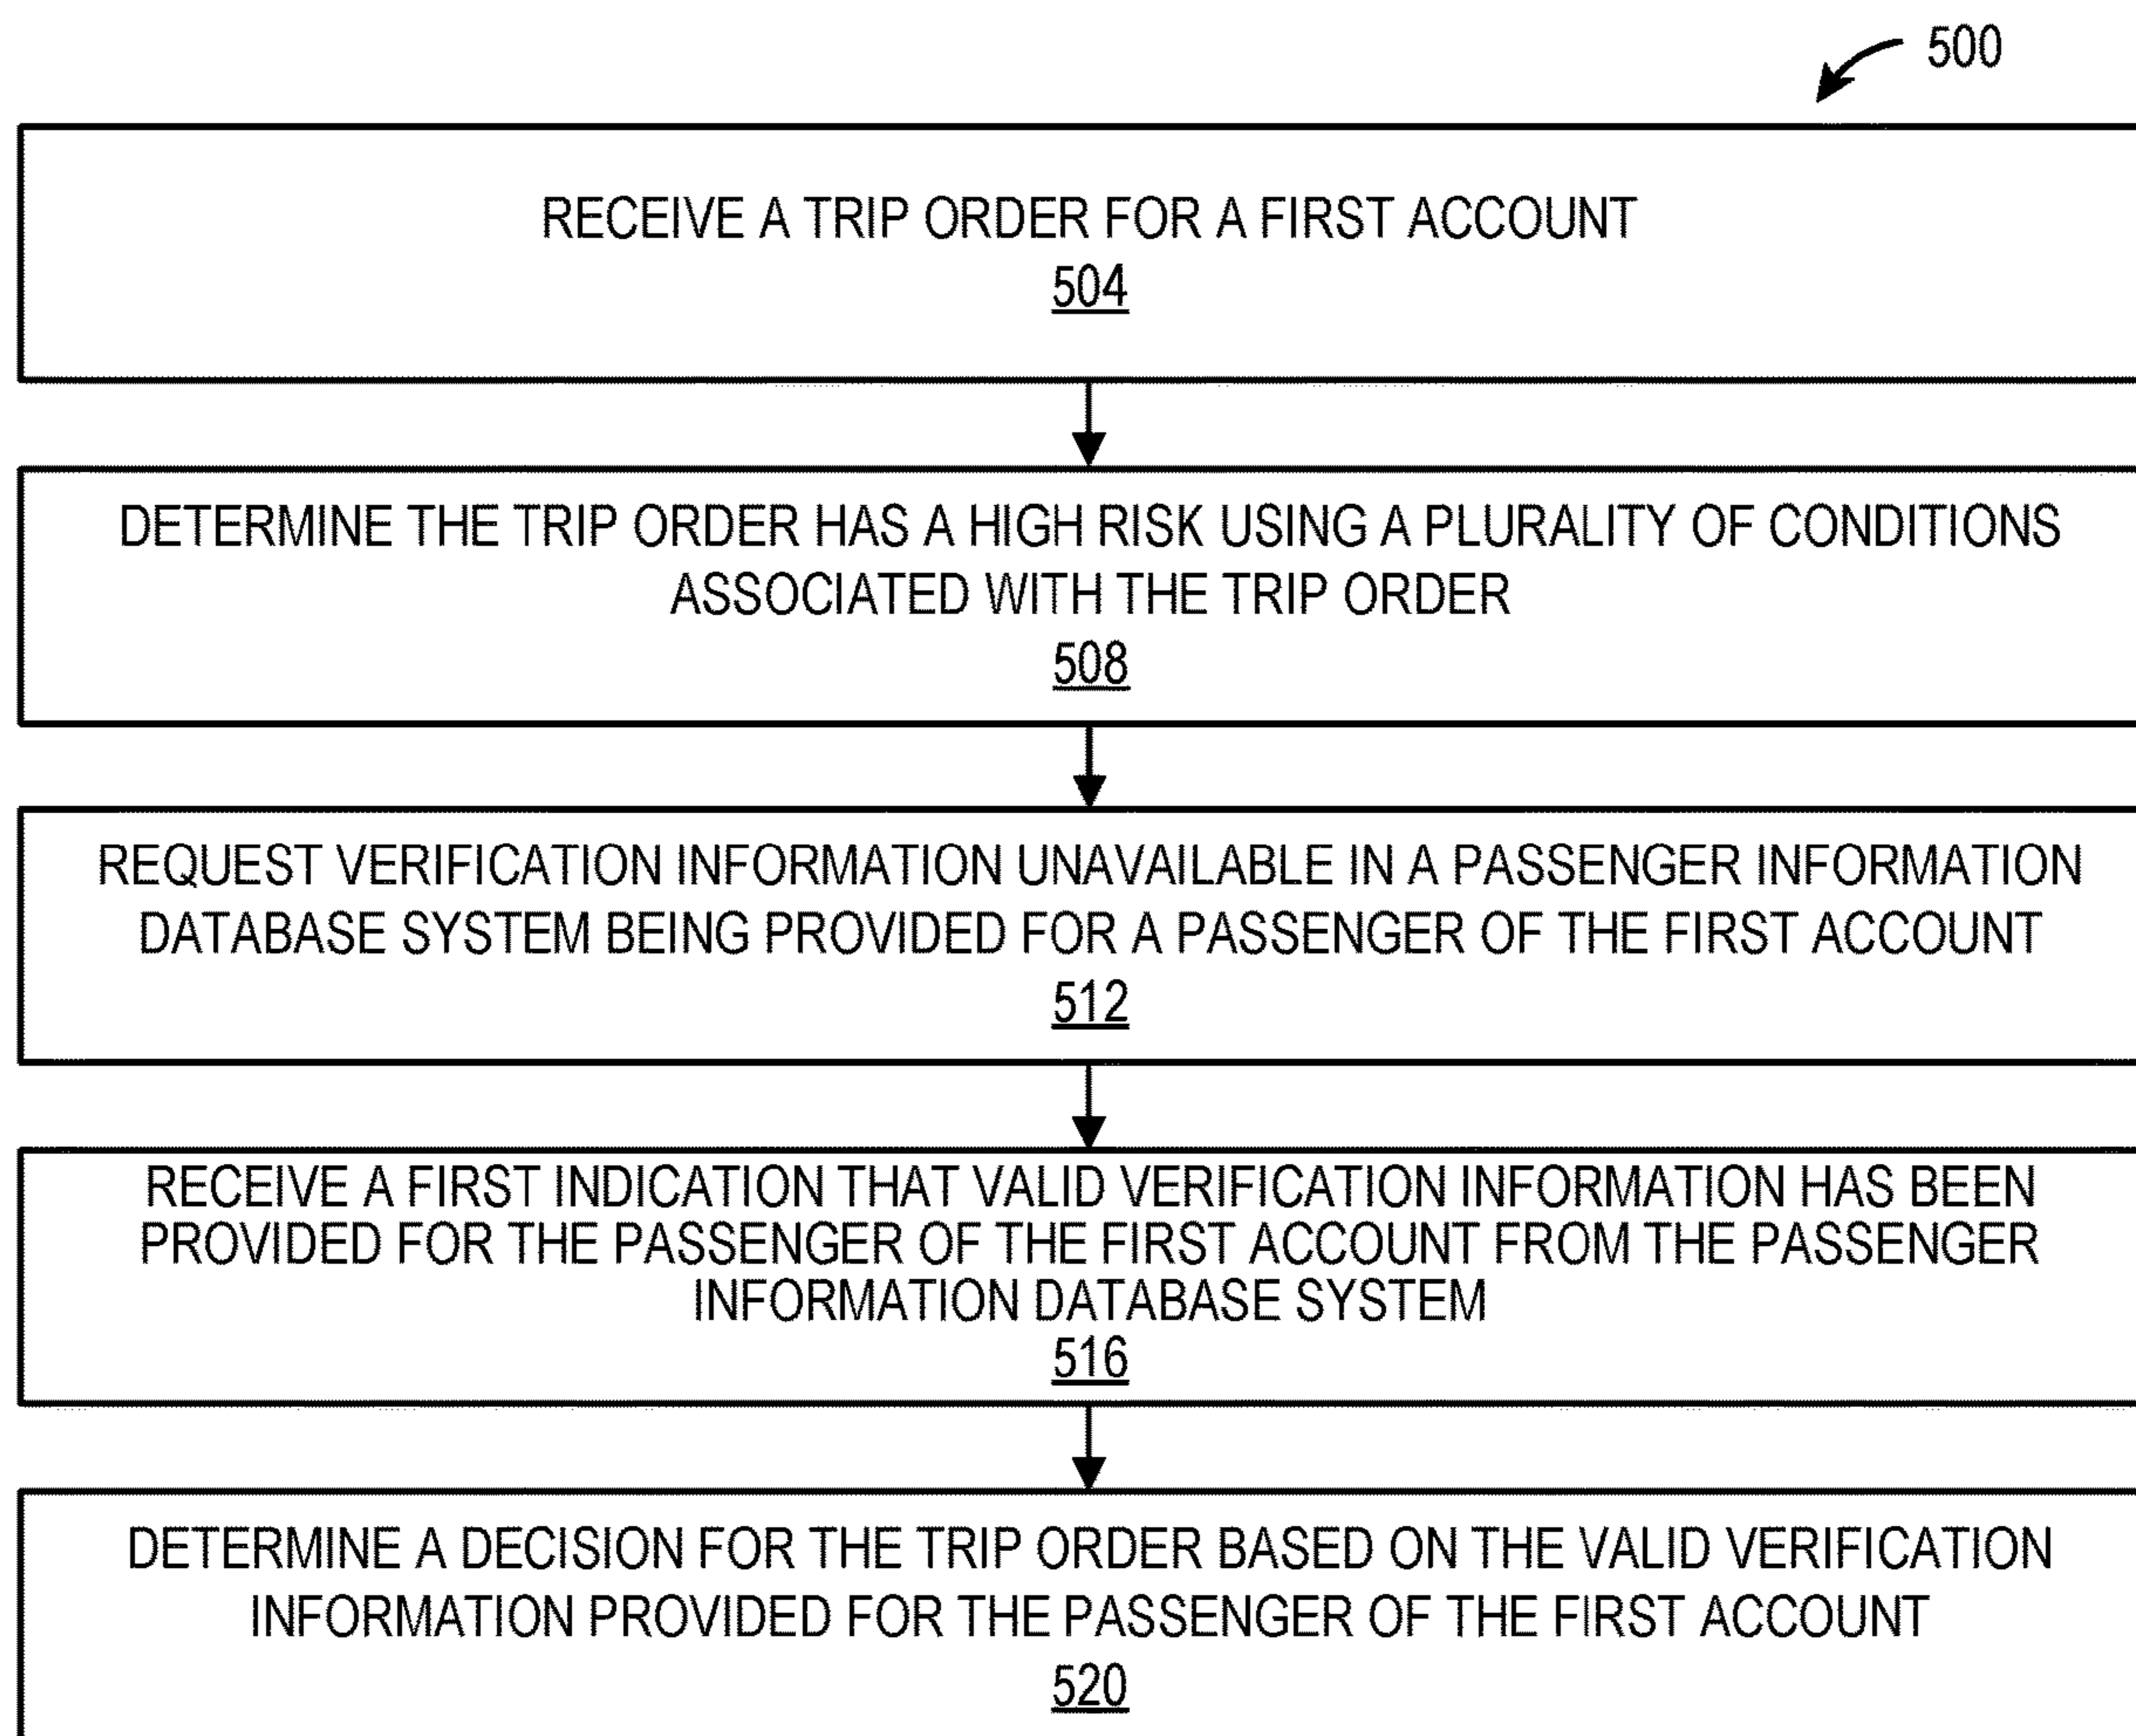 500
RECEIVE A TRIP ORDER FOR A FIRST ACCOUNT
504
DETERMINE THE TRIP ORDER HAS A HIGH RISK USING A PLURALITY OF CONDITIONS
ASSOCIATED WITH THE TRIP ORDER
508
REQUEST VERIFICATION INFORMATION UNAVAILABLE IN A PASSENGER INFORMATION
DATABASE SYSTEM BEING PROVIDED FOR A PASSENGER OF THE FIRST ACCOUNT
512
RECEIVE A FIRST INDICATION THAT VALID VERIFICATION INFORMATION HAS BEEN
PROVIDED FOR THE PASSENGER OF THE FIRST ACCOUNT FROM THE PASSENGER
INFORMATION DATABASE SYSTEM
516
DETERMINE A DECISION FOR THE TRIP ORDER BASED ON THE VALID VERIFICATION
INFORMATION PROVIDED FOR THE PASSENGER OF THE FIRST ACCOUNT
520